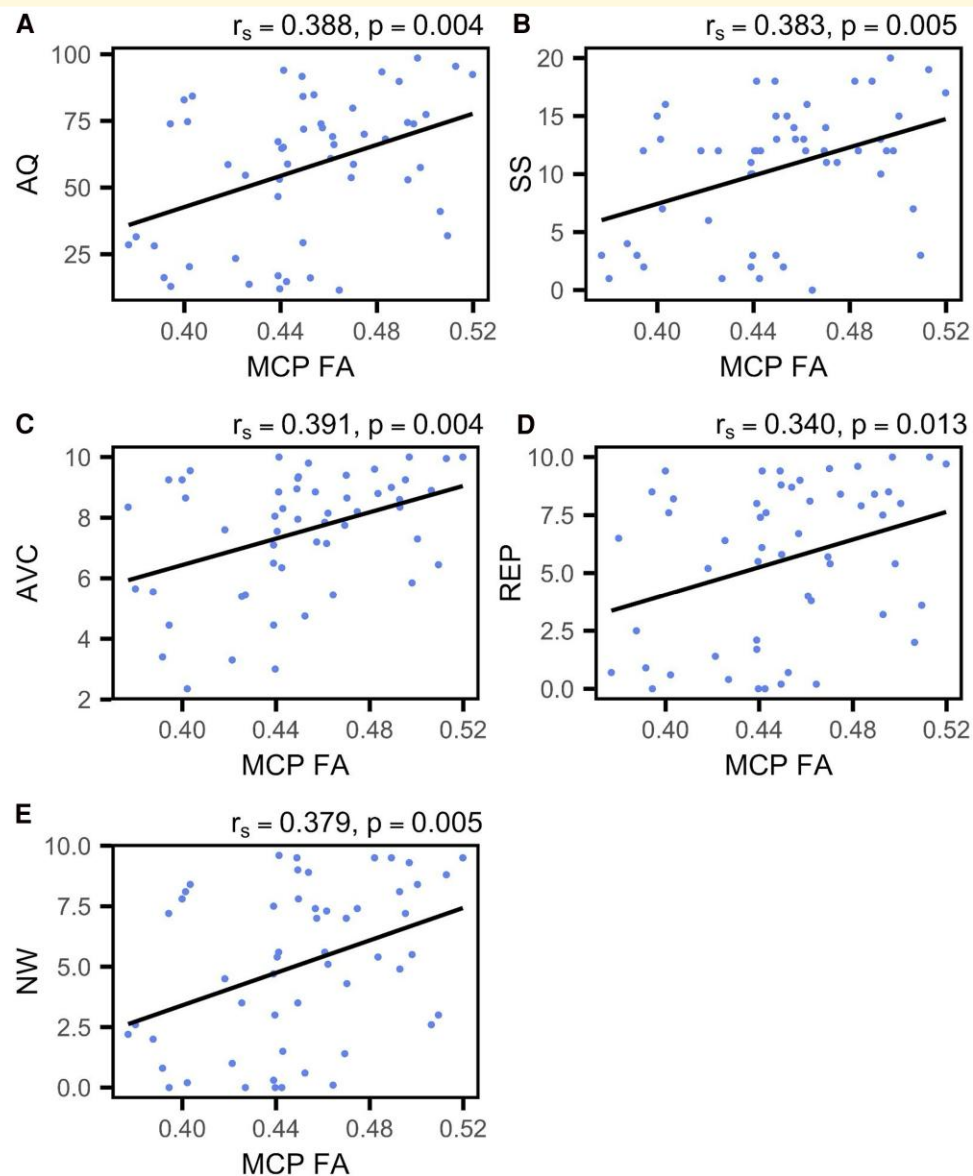 A
r_s = 0.388, p = 0.004
100
75
50
25
AQ
0.40 0.44 0.48 0.52
MCP FA
B
r_s = 0.383, p = 0.005
20
15
10
5
0
SS
0.40 0.44 0.48 0.52
MCP FA
C
r_s = 0.391, p = 0.004
10
8
6
4
2
AVC
0.40 0.44 0.48 0.52
MCP FA
D
r_s = 0.340, p = 0.013
10.0
7.5
5.0
2.5
0.0
REP
0.40 0.44 0.48 0.52
MCP FA
E
r_s = 0.379, p = 0.005
10.0
7.5
5.0
2.5
0.0
NW
0.40 0.44 0.48 0.52
MCP FA